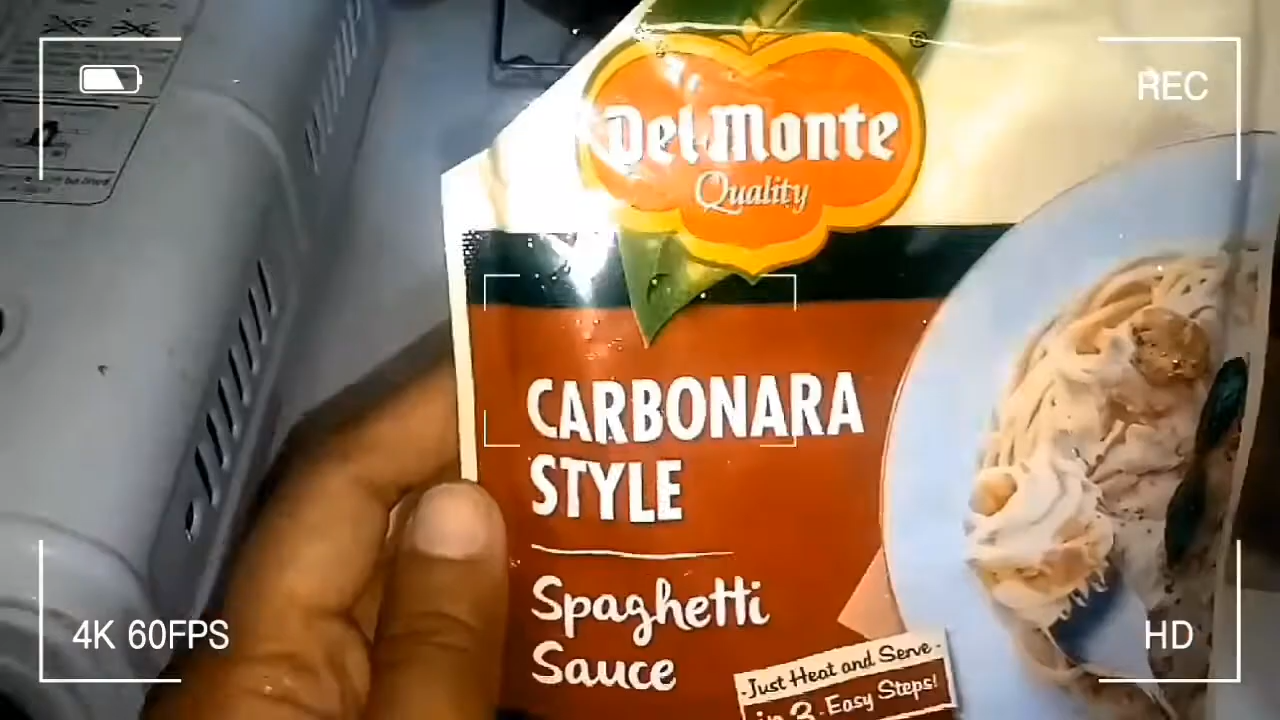 REC
Del Monte
Quality
CARBONARA
STYLE
Spaghetti
Sauce
-Just Heat and Serve-
in 3 Easy Steps!
4K 60FPS
HD